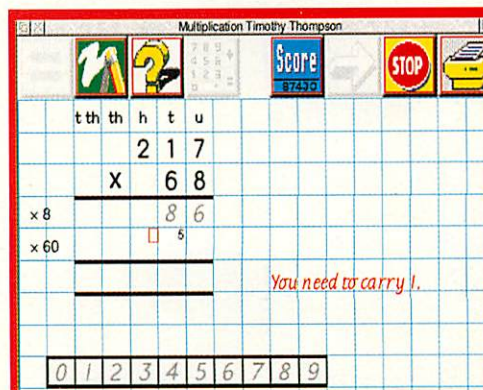 Multiplication Timothy Thompson
Score
87430
STOP
t th th h t u
2 1 7
X 6 8
x 8 8 6
5
x 60
You need to carry 1.
0 1 2 3 4 5 6 7 8 9